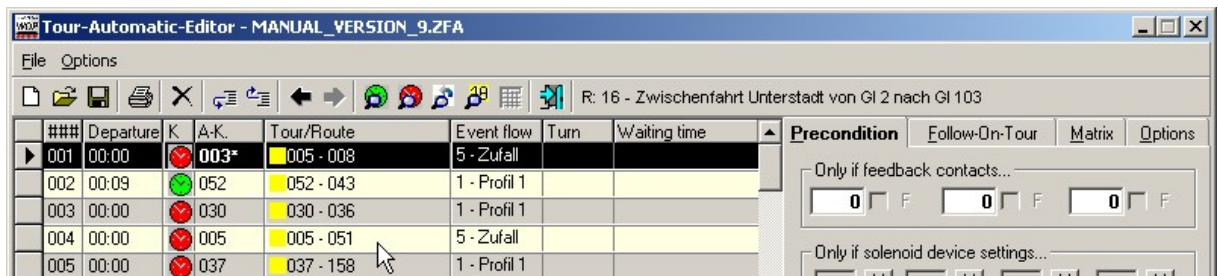 WDP Tour-Automatic-Editor - MANUAL_VERSION_9.ZFA
File Options
R: 16 - Zwischenfahrt Unterstadt von Gl 2 nach Gl 103
### Departure K A-K. Tour/Route Event flow Turn Waiting time
001 00:00 003* 005 - 008 5 - Zufall
002 00:09 052 052 - 043 1 - Profil 1
003 00:00 030 030 - 036 1 - Profil 1
004 00:00 005 005 - 051 5 - Zufall
005 00:00 037 037 - 158 1 - Profil 1
Precondition Follow-On-Tour Matrix Options
Only if feedback contacts...
0 F 0 F 0 F
Only if solenoid device settings...